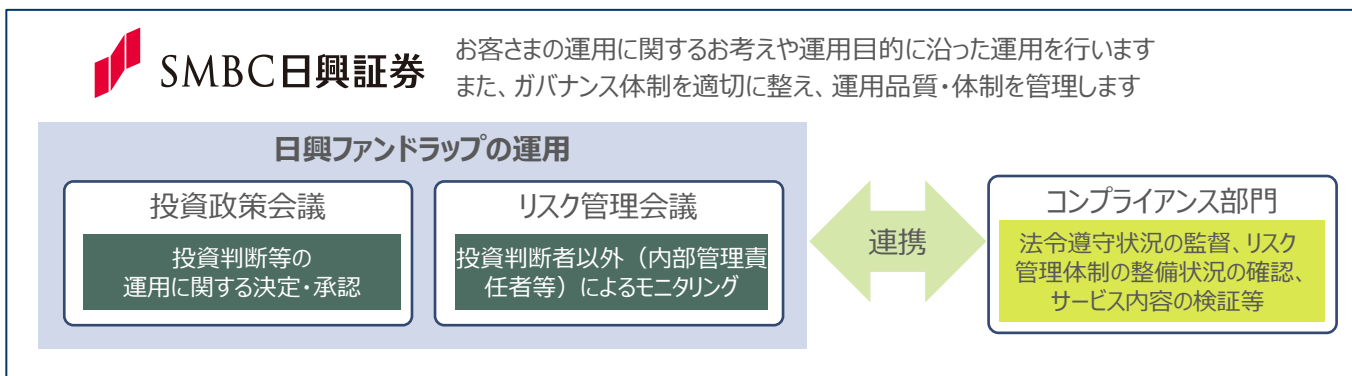 SMBC日興証券
お客さまの運用に関するお考えや運用目的に沿った運用を行います
また、ガバナンス体制を適切に整え、運用品質・体制を管理します
日興ファンドラップの運用
投資政策会議
投資判断等の
運用に関する決定・承認
リスク管理会議
投資判断者以外（内部管理責
任者等）によるモニタリング
連携
コンプライアンス部門
法令遵守状況の監督、リスク
管理体制の整備状況の確認、
サービス内容の検証等